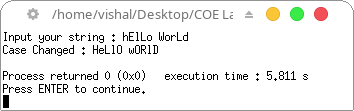 /home/vishal/Desktop/COE La
Input your string : hElLo WorLd
Case Changed : HeLlO wORlD
Process returned 0 (0x0)   execution time : 5.811 s
Press ENTER to continue.